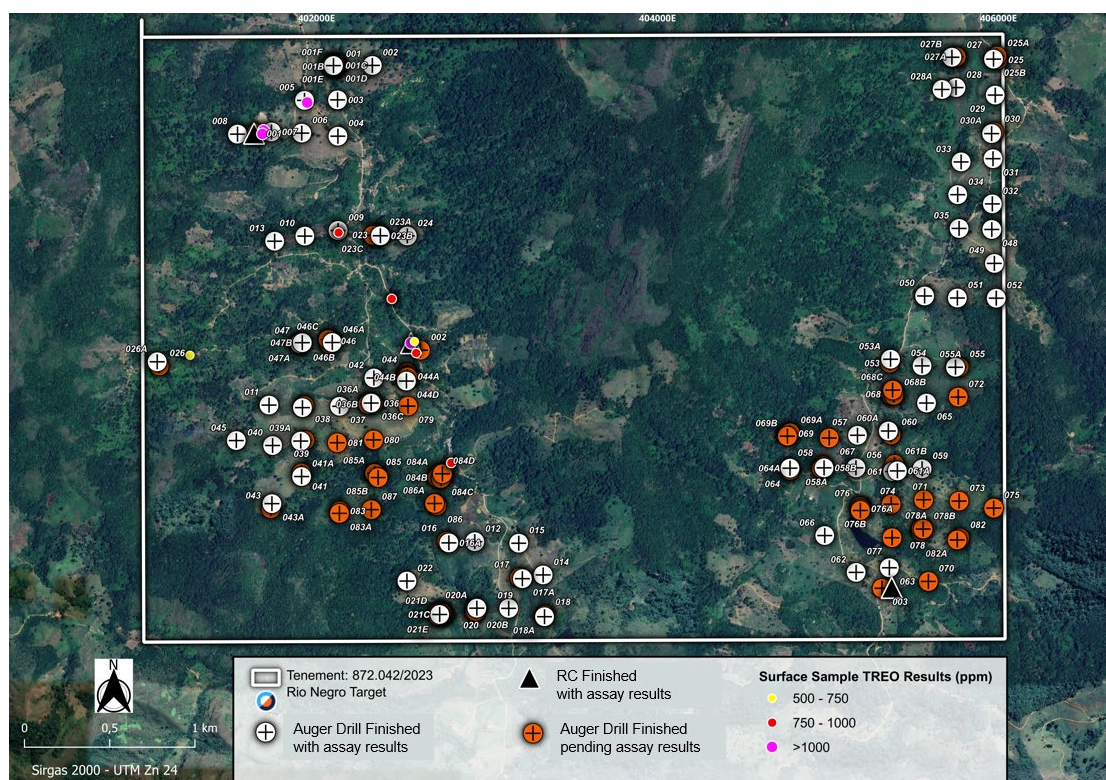 402000E
404000E
406000E
001F
001
002
001B
001C
001E
001D
005
003
008
001
007
006
004
027B
027
025A
027A
025
028A
028
025B
029
030A
030
033
031
034
032
035
048
049
050
051
052
013
010
009
023A
024
023
023B
023C
047
046C
046A
047B
046
047A
046B
002
026A
026
042
044
044B
044A
036A
036
044D
011
036B
036C
079
038
037
045
040
039A
039
081
080
041A
085A
085
084A
084D
084B
041
085B
086A
084C
043
087
083
086
043A
083A
016
012
015
016A
017
014
022
017A
021D
020A
019
021C
018
020
020B
021E
018A
053A
053
054
055A
055
068C
068B
072
068
065
069B
069A
057
060A
060
069
067
058
056
061B
059
064A
058B
061
061A
064
058A
076
074
071
073
075
076A
078A
078B
076B
082
066
078
082A
077
062
063
070
003
N
0
0,5
1 km
Sirgas 2000 - UTM Zn 24
Tenement: 872.042/2023
Rio Negro Target
Auger Drill Finished
with assay results
RC Finished
with assay results
Auger Drill Finished
pending assay results
Surface Sample TREO Results (ppm)
500 - 750
750 - 1000
>1000